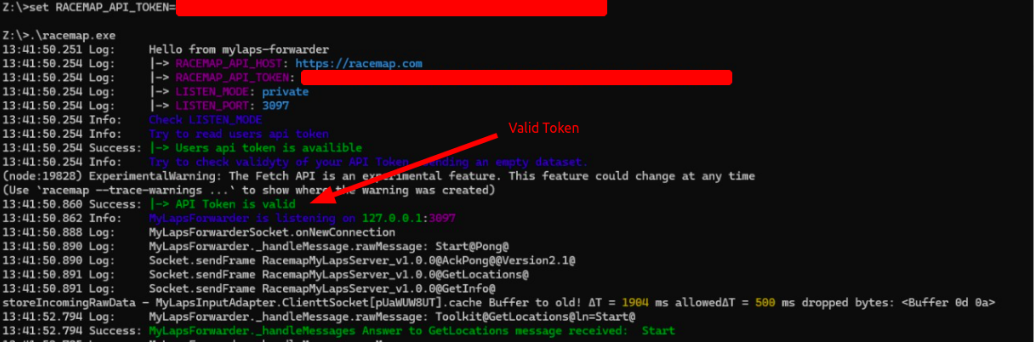 Z:\>set RACEMAP_API_TOKEN=
Z:\>.\racemap.exe
13:41:50.251 Log: Hello from mylaps-forwarder
13:41:50.254 Log: |-> RACEMAP_API_HOST: https://racemap.com
13:41:50.254 Log: |-> RACEMAP_API_TOKEN:
13:41:50.254 Log: |-> LISTEN_MODE: private
13:41:50.254 Log: |-> LISTEN_PORT: 3097
13:41:50.254 Info: Check LISTEN_MODE
13:41:50.254 Info: Try to read users api token
13:41:50.254 Success: |-> Users api token is availible
13:41:50.254 Info: Try to check validyty of your API Token. Sending an empty dataset.
(node:19828) ExperimentalWarning: The Fetch API is an experimental feature. This feature could change at any time
(Use `racemap --trace-warnings ...` to show where the warning was created)
13:41:50.860 Success: |-> API Token is valid
Valid Token
13:41:50.862 Info: MyLapsForwarder is listening on 127.0.0.1:3097
13:41:50.888 Log: MyLapsForwarderSocket.onNewConnection
13:41:50.890 Log: MyLapsForwarder._handleMessage.rawMessage: Start@Pong@
13:41:50.890 Log: Socket.sendFrame RacemapMyLapsServer_v1.0.0@AckPong@@Version2.1@
13:41:50.891 Log: Socket.sendFrame RacemapMyLapsServer_v1.0.0@GetLocations@
13:41:50.891 Log: Socket.sendFrame RacemapMyLapsServer_v1.0.0@GetInfo@
storeIncomingRawData - MyLapsInputAdapter.ClienttSocket[pUaWUW8UT].cache Buffer to old! ΔT = 1904 ms allowedΔT = 500 ms dropped bytes: <Buffer 0d 0a>
13:41:52.794 Log: MyLapsForwarder._handleMessage.rawMessage: Toolkit@GetLocations@ln=Start@
13:41:52.794 Success: MyLapsForwarder._handleMessages Answer to GetLocations message received: Start